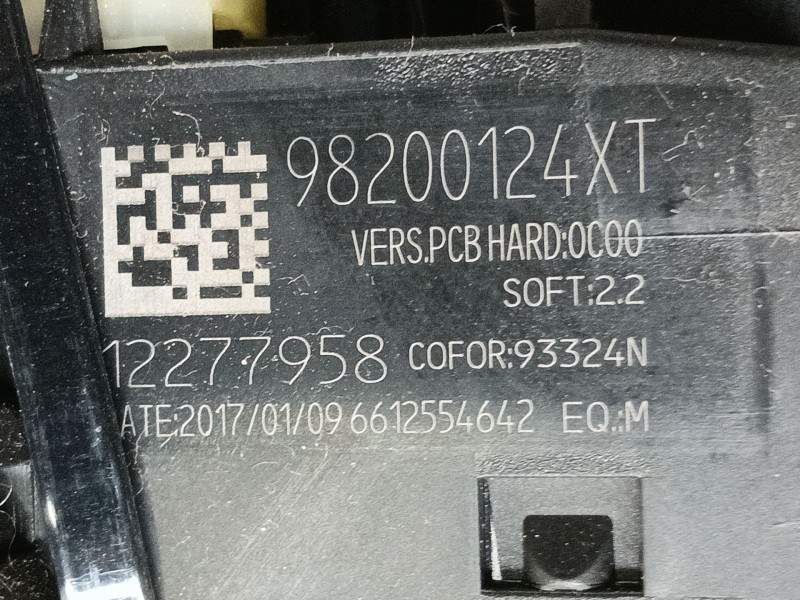 98200124XT
VERS.PCB HARD:0C00
SOFT:2.2
12277958 COFOR:93324N
ATE:2017/01/09 6612554642 EQ.:M